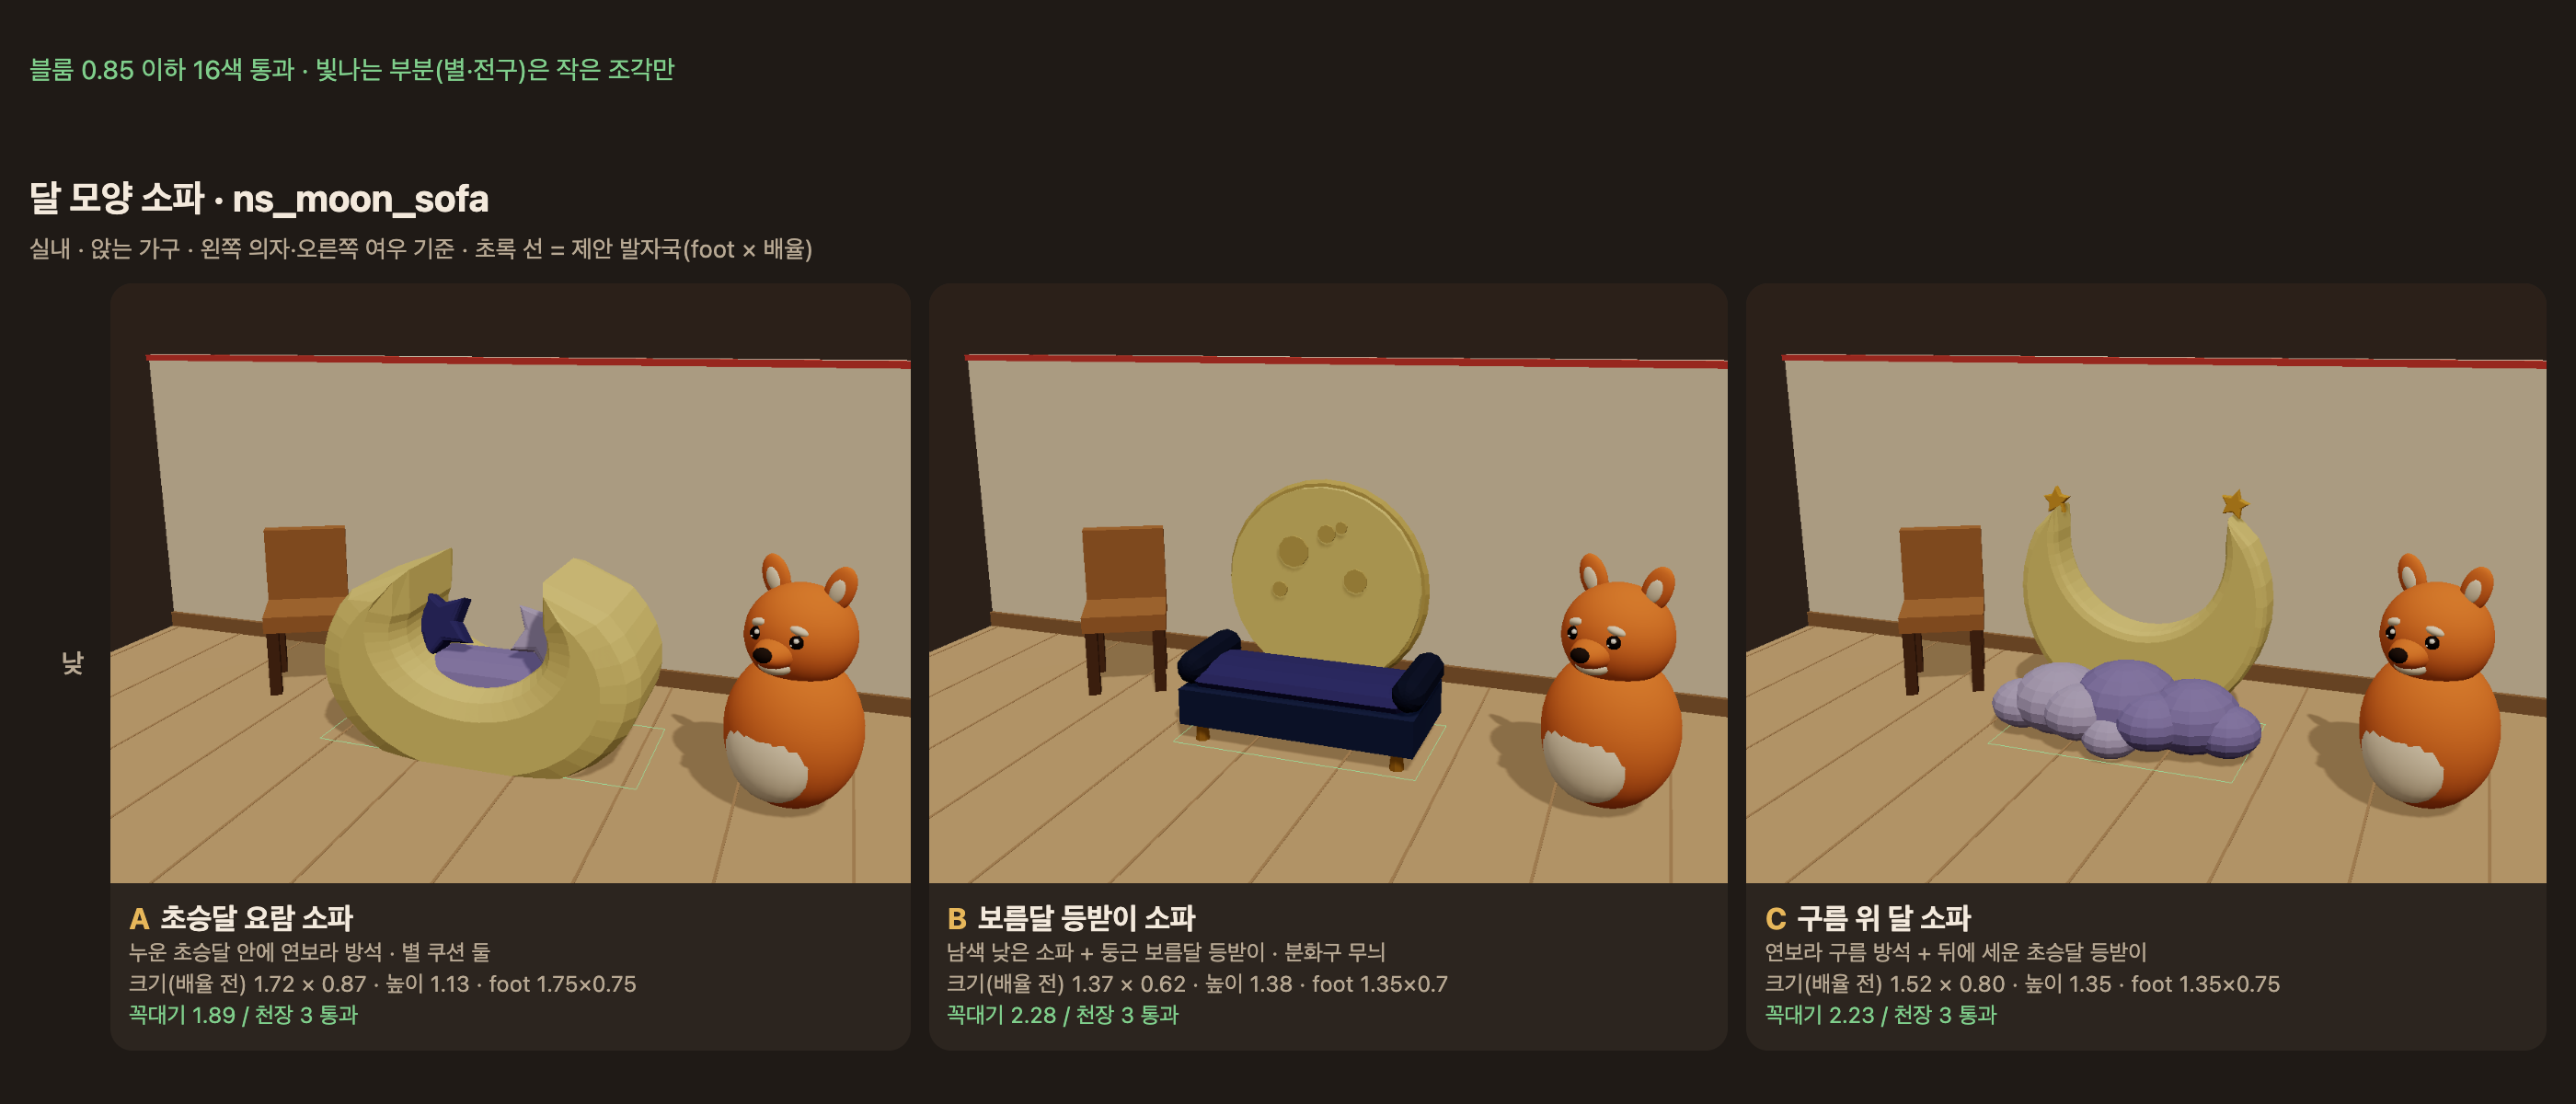 블룸 0.85 이하 16색 통과 · 빛나는 부분(별·전구)은 작은 조각만
달 모양 소파 · ns_moon_sofa
실내 · 앉는 가구 · 왼쪽 의자·오른쪽 여우 기준 · 초록 선 = 제안 발자국(foot × 배율)
낮
A 초승달 요람 소파
누운 초승달 안에 연보라 방석 · 별 쿠션 둘
크기(배율 전) 1.72 × 0.87 · 높이 1.13 · foot 1.75×0.75
꼭대기 1.89 / 천장 3 통과
B 보름달 등받이 소파
남색 낮은 소파 + 둥근 보름달 등받이 · 분화구 무늬
크기(배율 전) 1.37 × 0.62 · 높이 1.38 · foot 1.35×0.7
꼭대기 2.28 / 천장 3 통과
C 구름 위 달 소파
연보라 구름 방석 + 뒤에 세운 초승달 등받이
크기(배율 전) 1.52 × 0.80 · 높이 1.35 · foot 1.35×0.75
꼭대기 2.23 / 천장 3 통과